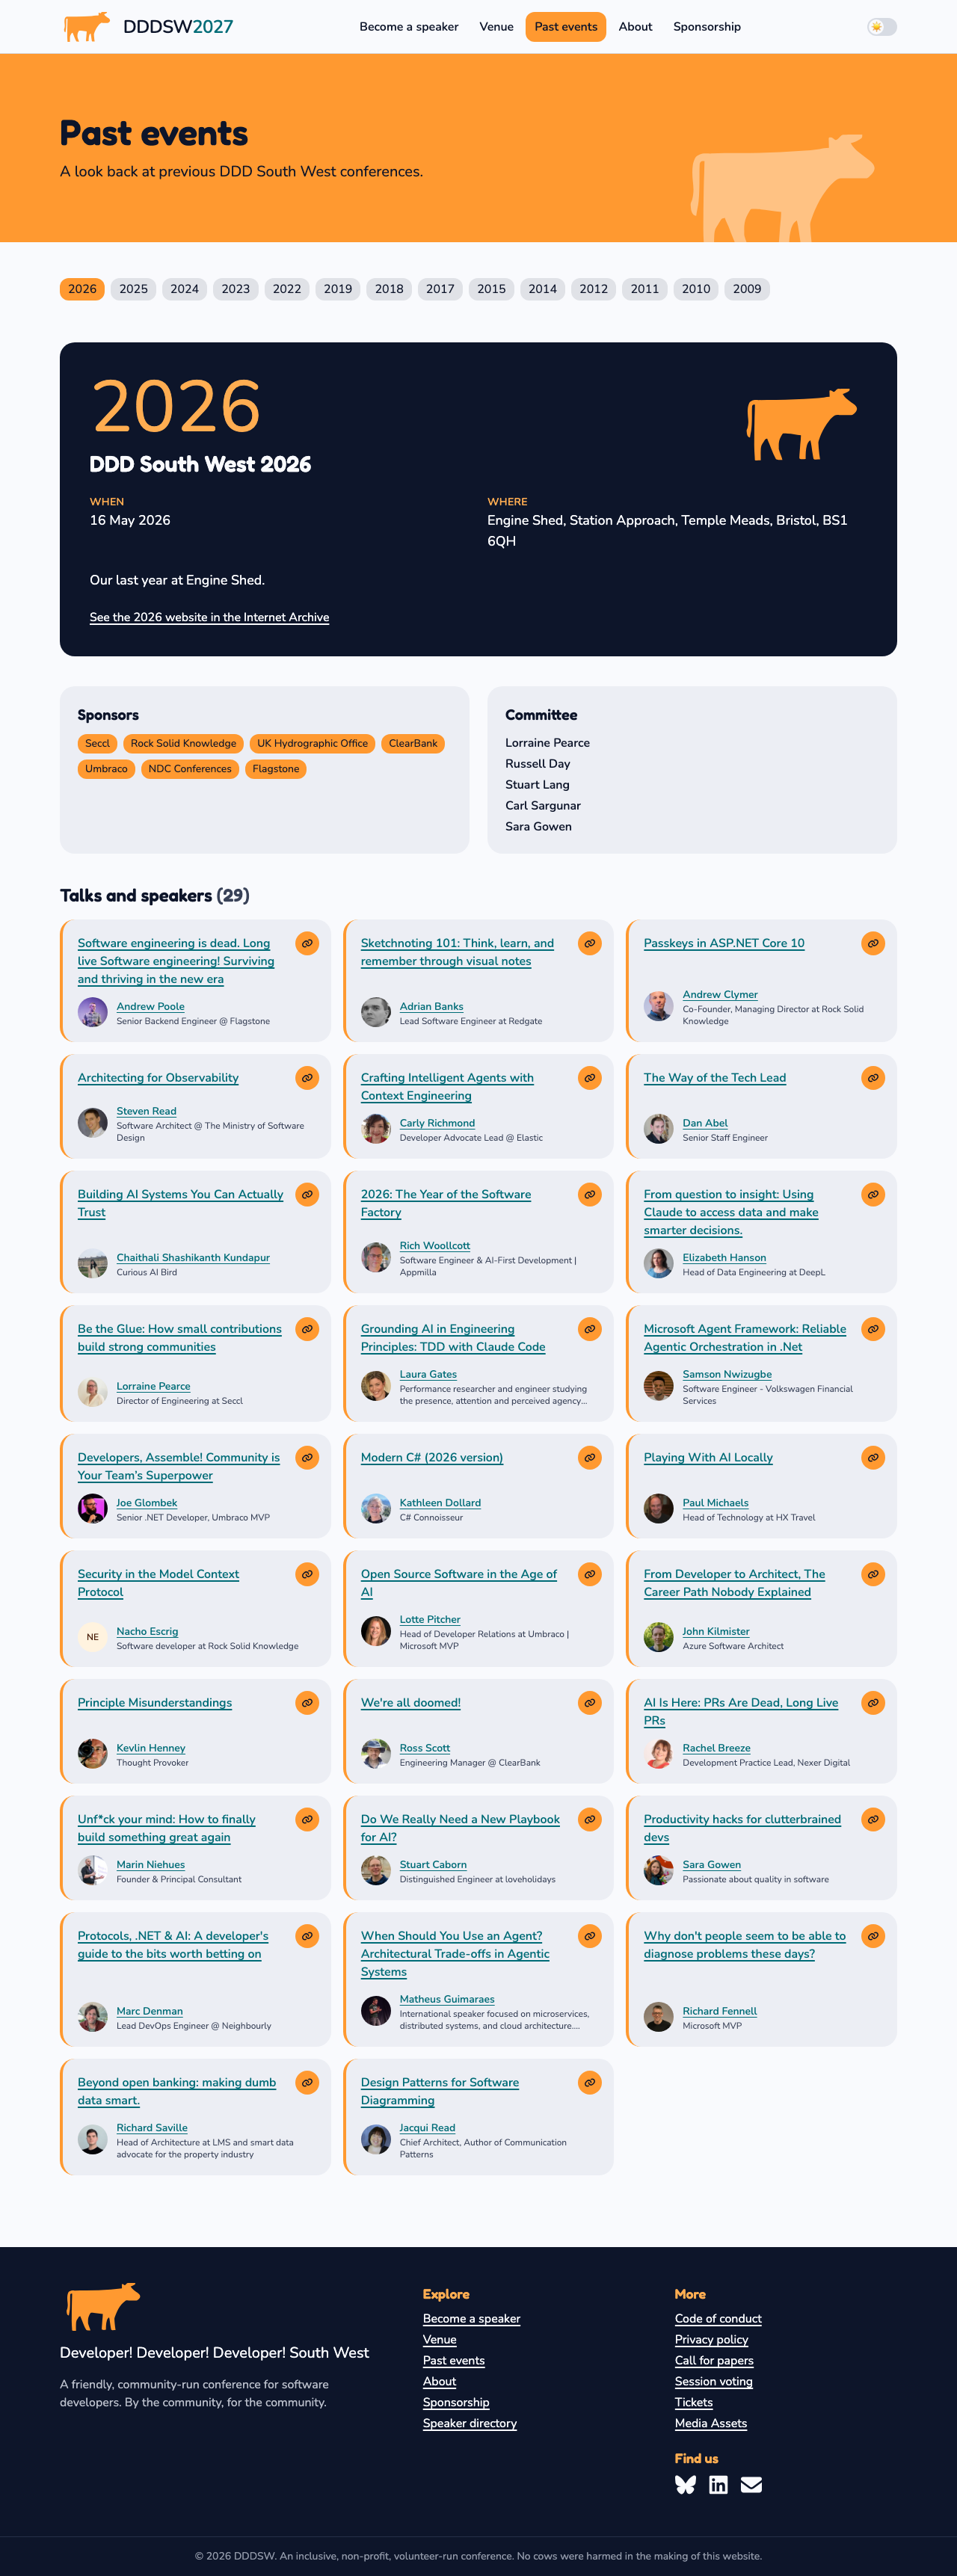 DDDSW2027
Become a speaker
Venue
Past events
About
Sponsorship
Past events
A look back at previous DDD South West conferences.
2026
2025
2024
2023
2022
2019
2018
2017
2015
2014
2012
2011
2010
2009
2026
DDD South West 2026
WHEN
16 May 2026
WHERE
Engine Shed, Station Approach, Temple Meads, Bristol, BS1
6QH
Our last year at Engine Shed.
See the 2026 website in the Internet Archive
Sponsors
Seccl
Rock Solid Knowledge
UK Hydrographic Office
ClearBank
Umbraco
NDC Conferences
Flagstone
Committee
Lorraine Pearce
Russell Day
Stuart Lang
Carl Sargunar
Sara Gowen
Talks and speakers (29)
Software engineering is dead. Long
live Software engineering! Surviving
and thriving in the new era
Andrew Poole
Senior Backend Engineer @ Flagstone
Sketchnoting 101: Think, learn, and
remember through visual notes
Adrian Banks
Lead Software Engineer at Redgate
Passkeys in ASP.NET Core 10
Andrew Clymer
Co-Founder, Managing Director at Rock Solid
Knowledge
Architecting for Observability
Steven Read
Software Architect @ The Ministry of Software
Design
Crafting Intelligent Agents with
Context Engineering
Carly Richmond
Developer Advocate Lead @ Elastic
The Way of the Tech Lead
Dan Abel
Senior Staff Engineer
Building AI Systems You Can Actually
Trust
Chaithali Shashikanth Kundapur
Curious AI Bird
2026: The Year of the Software
Factory
Rich Woollcott
Software Engineer & AI-First Development |
Appmilla
From question to insight: Using
Claude to access data and make
smarter decisions.
Elizabeth Hanson
Head of Data Engineering at DeepL
Be the Glue: How small contributions
build strong communities
Lorraine Pearce
Director of Engineering at Seccl
Grounding AI in Engineering
Principles: TDD with Claude Code
Laura Gates
Performance researcher and engineer studying
the presence, attention and perceived agency...
Microsoft Agent Framework: Reliable
Agentic Orchestration in .Net
Samson Nwizugbe
Software Engineer - Volkswagen Financial
Services
Developers, Assemble! Community is
Your Team's Superpower
Joe Glombek
Senior .NET Developer, Umbraco MVP
Modern C# (2026 version)
Kathleen Dollard
C# Connoisseur
Playing With AI Locally
Paul Michaels
Head of Technology at HX Travel
Security in the Model Context
Protocol
NE
Nacho Escrig
Software developer at Rock Solid Knowledge
Open Source Software in the Age of
AI
Lotte Pitcher
Head of Developer Relations at Umbraco |
Microsoft MVP
From Developer to Architect, The
Career Path Nobody Explained
John Kilmister
Azure Software Architect
Principle Misunderstandings
Kevlin Henney
Thought Provoker
We're all doomed!
Ross Scott
Engineering Manager @ ClearBank
AI Is Here: PRs Are Dead, Long Live
PRs
Rachel Breeze
Development Practice Lead, Nexer Digital
Unf*ck your mind: How to finally
build something great again
Marin Niehues
Founder & Principal Consultant
Do We Really Need a New Playbook
for AI?
Stuart Caborn
Distinguished Engineer at loveholidays
Productivity hacks for clutterbrained
devs
Sara Gowen
Passionate about quality in software
Protocols, .NET & AI: A developer's
guide to the bits worth betting on
Marc Denman
Lead DevOps Engineer @ Neighbourly
When Should You Use an Agent?
Architectural Trade-offs in Agentic
Systems
Matheus Guimaraes
International speaker focused on microservices,
distributed systems, and cloud architecture....
Why don't people seem to be able to
diagnose problems these days?
Richard Fennell
Microsoft MVP
Beyond open banking: making dumb
data smart.
Richard Saville
Head of Architecture at LMS and smart data
advocate for the property industry
Design Patterns for Software
Diagramming
Jacqui Read
Chief Architect, Author of Communication
Patterns
Developer! Developer! Developer! South West
A friendly, community-run conference for software
developers. By the community, for the community.
Explore
Become a speaker
Venue
Past events
About
Sponsorship
Speaker directory
More
Code of conduct
Privacy policy
Call for papers
Session voting
Tickets
Media Assets
Find us
© 2026 DDDSW. An inclusive, non-profit, volunteer-run conference. No cows were harmed in the making of this website.